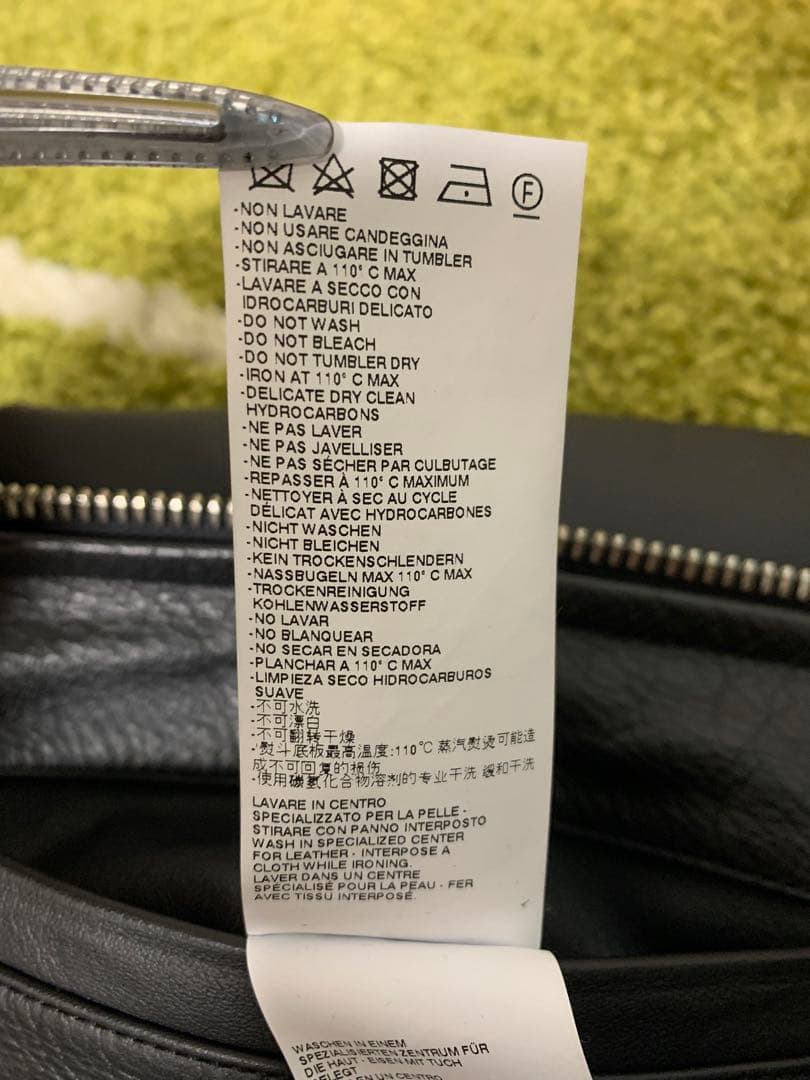 F
-NON LAVARE
-NON USARE CANDEGGINA
-NON ASCIUGARE IN TUMBLER
-STIRARE A 110° C MAX
-LAVARE A SECCO CON
IDROCARBURI DELICATO
-DO NOT WASH
-DO NOT BLEACH
-DO NOT TUMBLER DRY
-IRON AT 110° C MAX
-DELICATE DRY CLEAN
HYDROCARBONS
-NE PAS LAVER
-NE PAS JAVELLISER
-NE PAS SÉCHER PAR CULBUTAGE
-REPASSER À 110° C MAXIMUM
-NETTOYER À SEC AU CYCLE
DÉLICAT AVEC HYDROCARBONES
-NICHT WASCHEN
-NICHT BLEICHEN
-KEIN TROCKENSCHLENDERN
-NASSBUGELN MAX 110° C MAX
-TROCKENREINIGUNG
KOHLENWASSERSTOFF
-NO LAVAR
-NO BLANQUEAR
-NO SECAR EN SECADORA
-PLANCHAR A 110° C MAX
-LIMPIEZA SECO HIDROCARBUROS
SUAVE
-不可水洗
-不可漂白
-不可翻转干燥
-熨斗底板最高温度:110℃ 蒸汽熨烫可能造
成不可回复的损伤
-使用碳氢化合物溶剂的专业干洗 缓和干洗
LAVARE IN CENTRO
SPECIALIZZATO PER LA PELLE -
STIRARE CON PANNO INTERPOSTO
WASH IN SPECIALIZED CENTER
FOR LEATHER - INTERPOSE A
CLOTH WHILE IRONING.
LAVER DANS UN CENTRE
SPÉCIALISÉ POUR LA PEAU - FER
AVEC TISSU INTERPOSÉ.
WASCHEN IN EINEM
SPEZIALISIERTEN ZENTRUM FÜR
DIE HAUT - EISEN MIT TUCH